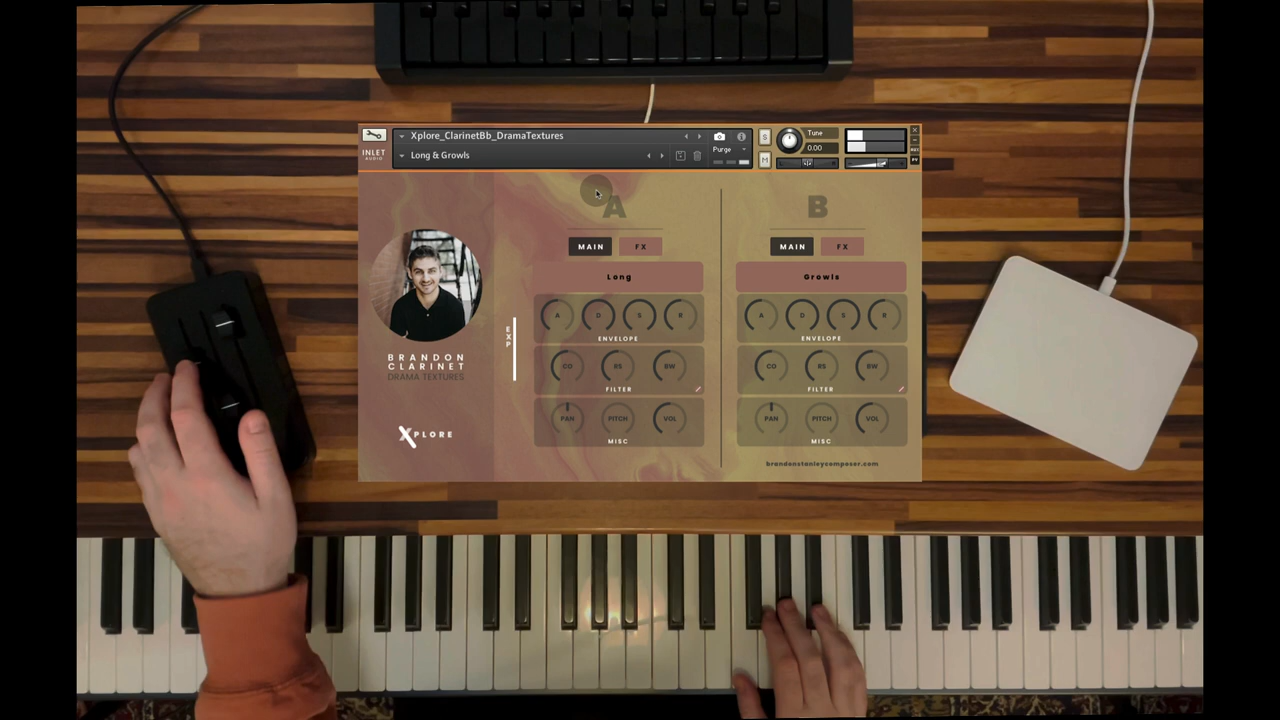 Xplore_ClarinetBb_DramaTextures
Purge
S
Tune
0.00
INLET
AUDIO
Long & Growls
M
A
B
MAIN FX
MAIN FX
Long
Growls
A D S R
ENVELOPE
A D S R
ENVELOPE
EXP
CO RS BW
FILTER
CO RS BW
FILTER
BRANDON
CLARINET
DRAMA TEXTURES
PAN PITCH VOL
MISC
PAN PITCH VOL
MISC
XPLORE
brandonstanleycomposer.com